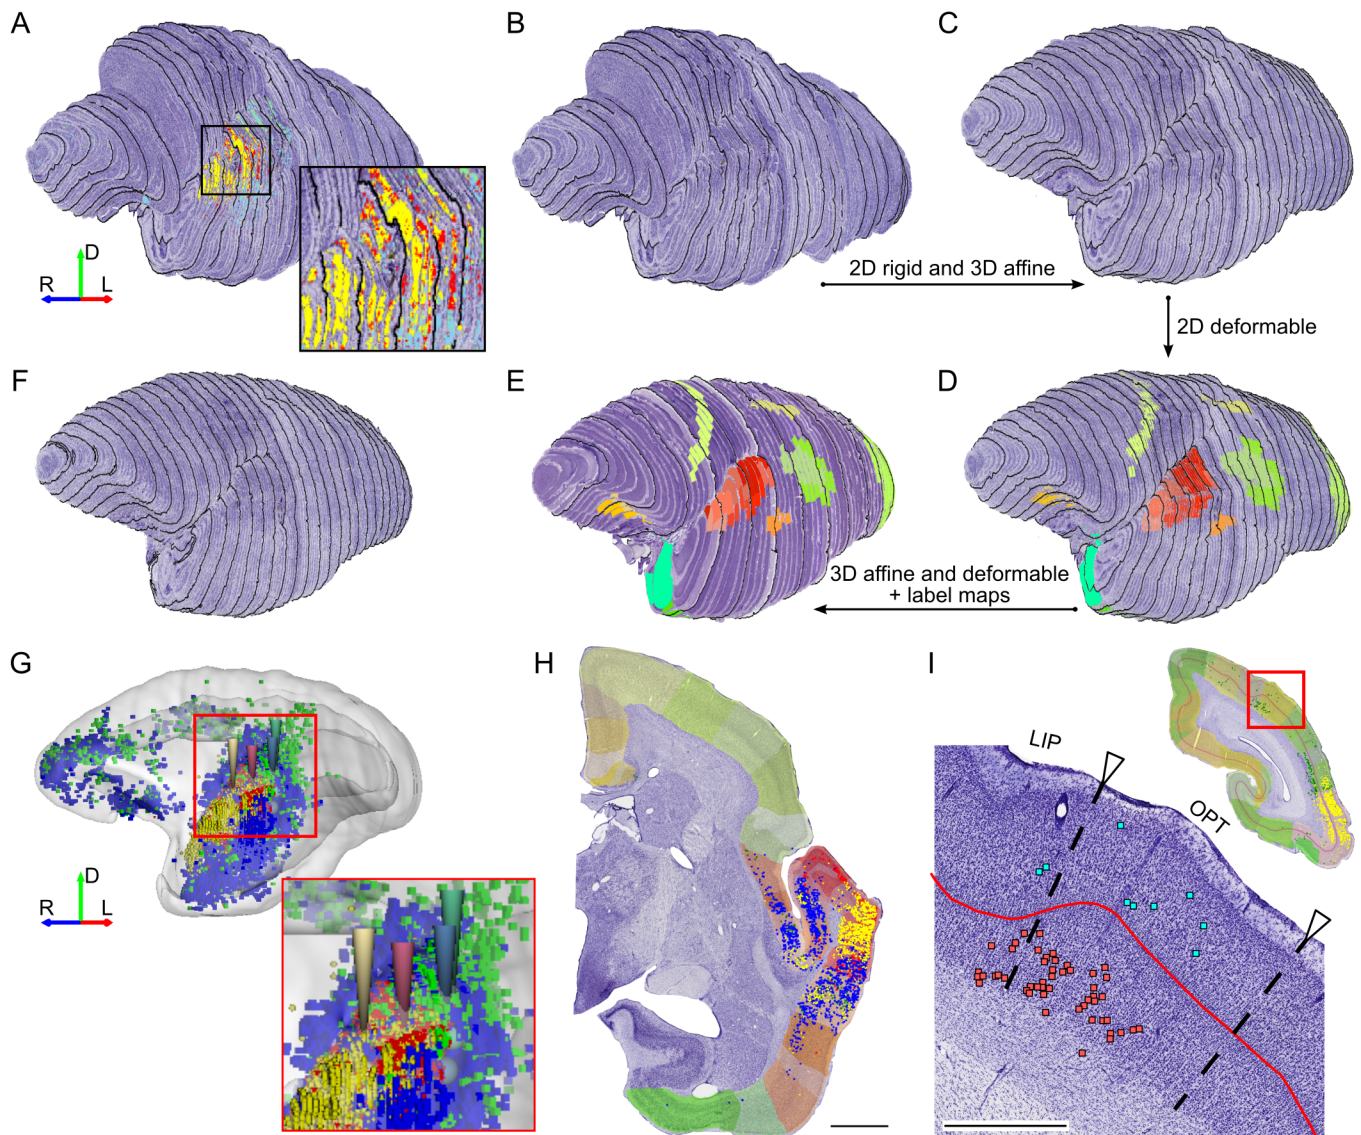 A
B
C
D
R
L
2D rigid and 3D affine
2D deformable
F
E
D
3D affine and deformable
+ label maps
G
H
I
D
R
L
LIP
OPT